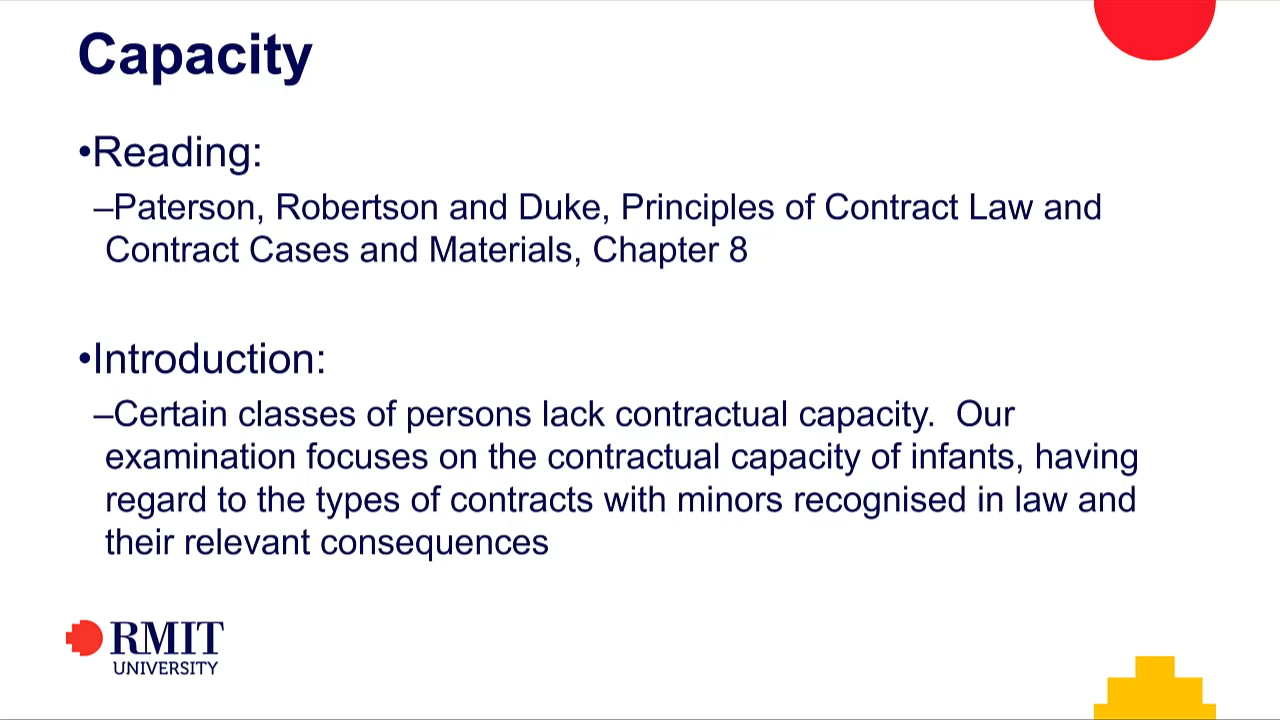 Capacity
•Reading:
–Paterson, Robertson and Duke, Principles of Contract Law and
Contract Cases and Materials, Chapter 8
•Introduction:
–Certain classes of persons lack contractual capacity.  Our
examination focuses on the contractual capacity of infants, having
regard to the types of contracts with minors recognised in law and
their relevant consequences
RMIT
UNIVERSITY